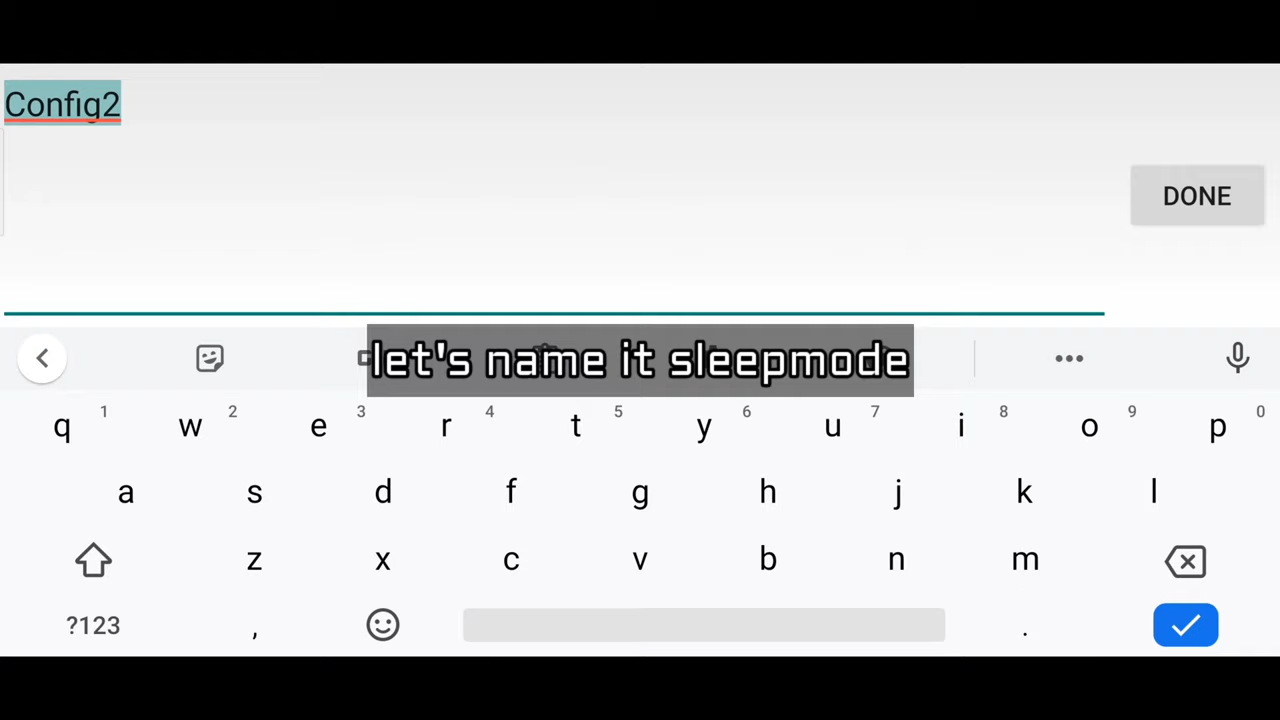 Config2
DONE
let's name it sleepmode
q 1 w 2 e 3 r 4 t 5 y 6 u 7 i 8 o 9 p 0
a s d f g h j k l
z x c v b n m
?123 , .